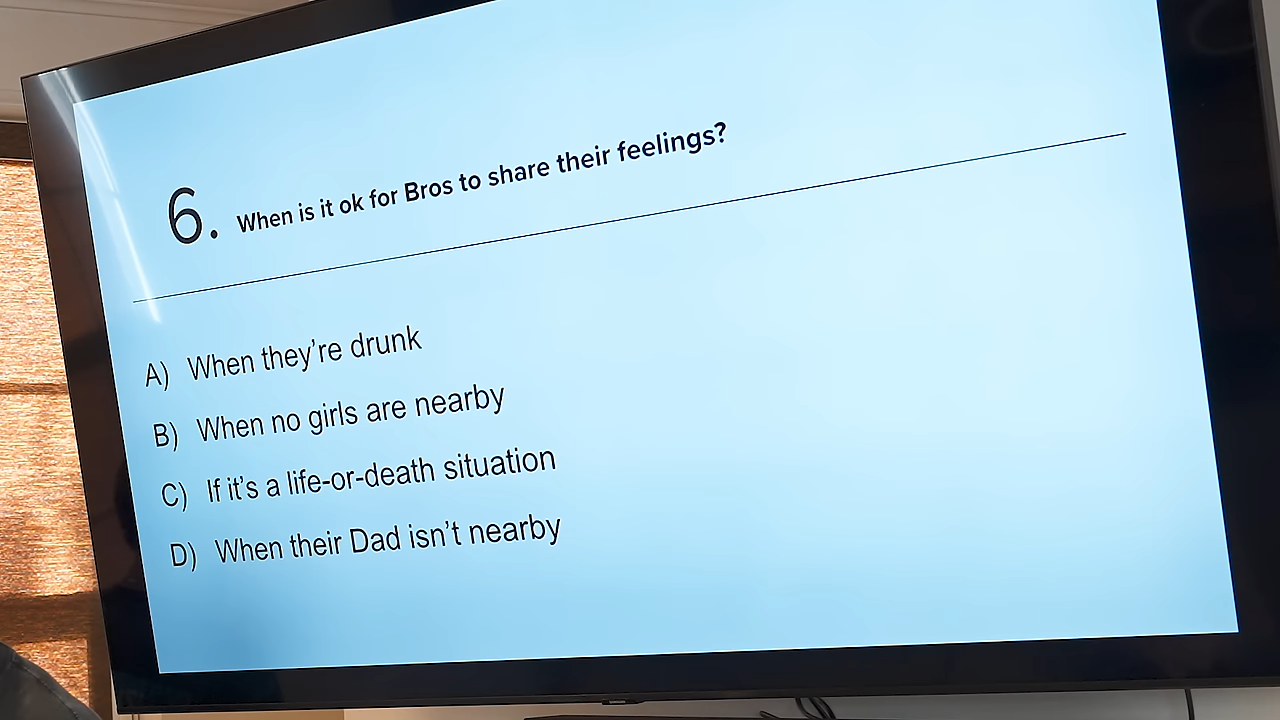 6. When is it ok for Bros to share their feelings?
A) When they're drunk
B) When no girls are nearby
C) If it's a life-or-death situation
D) When their Dad isn't nearby